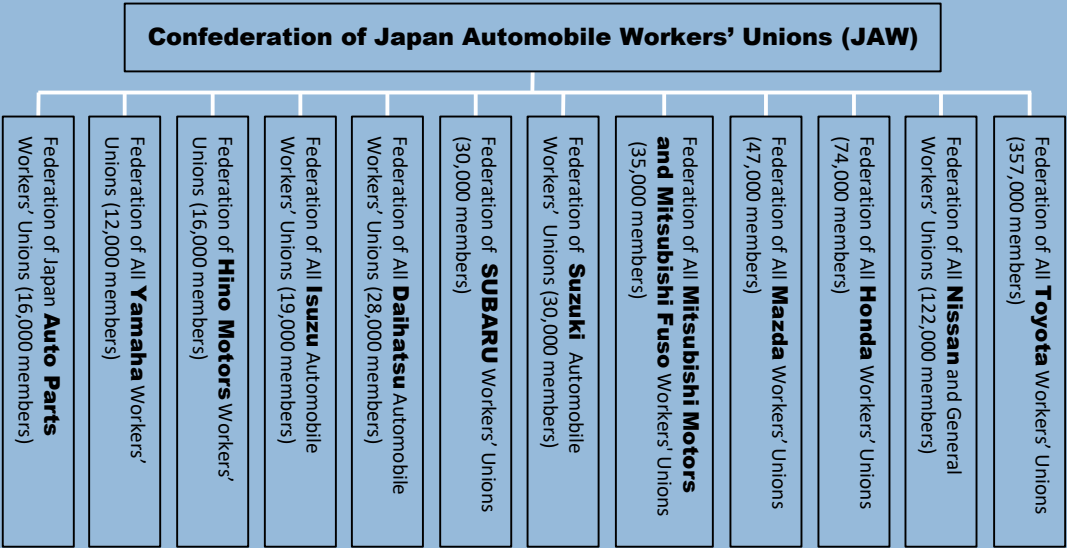 Confederation of Japan Automobile Workers’ Unions (JAW)
Federation of Japan Auto Parts
Workers’ Unions (16,000 members)
Federation of All Yamaha Workers’
Unions (12,000 members)
Federation of Hino Motors Workers’
Unions (16,000 members)
Federation of All Isuzu Automobile
Workers’ Unions (19,000 members)
Federation of All Daihatsu Automobile
Workers’ Unions (28,000 members)
Federation of SUBARU Workers’ Unions
(30,000 members)
Federation of Suzuki Automobile
Workers’ Unions (30,000 members)
Federation of All Mitsubishi Motors
and Mitsubishi Fuso Workers' Unions
(35,000 members)
Federation of All Mazda Workers’ Unions
(47,000 members)
Federation of All Honda Workers’ Unions
(74,000 members)
Federation of All Nissan and General
Workers’ Unions (122,000 members)
Federation of All Toyota Workers’ Unions
(357,000 members)